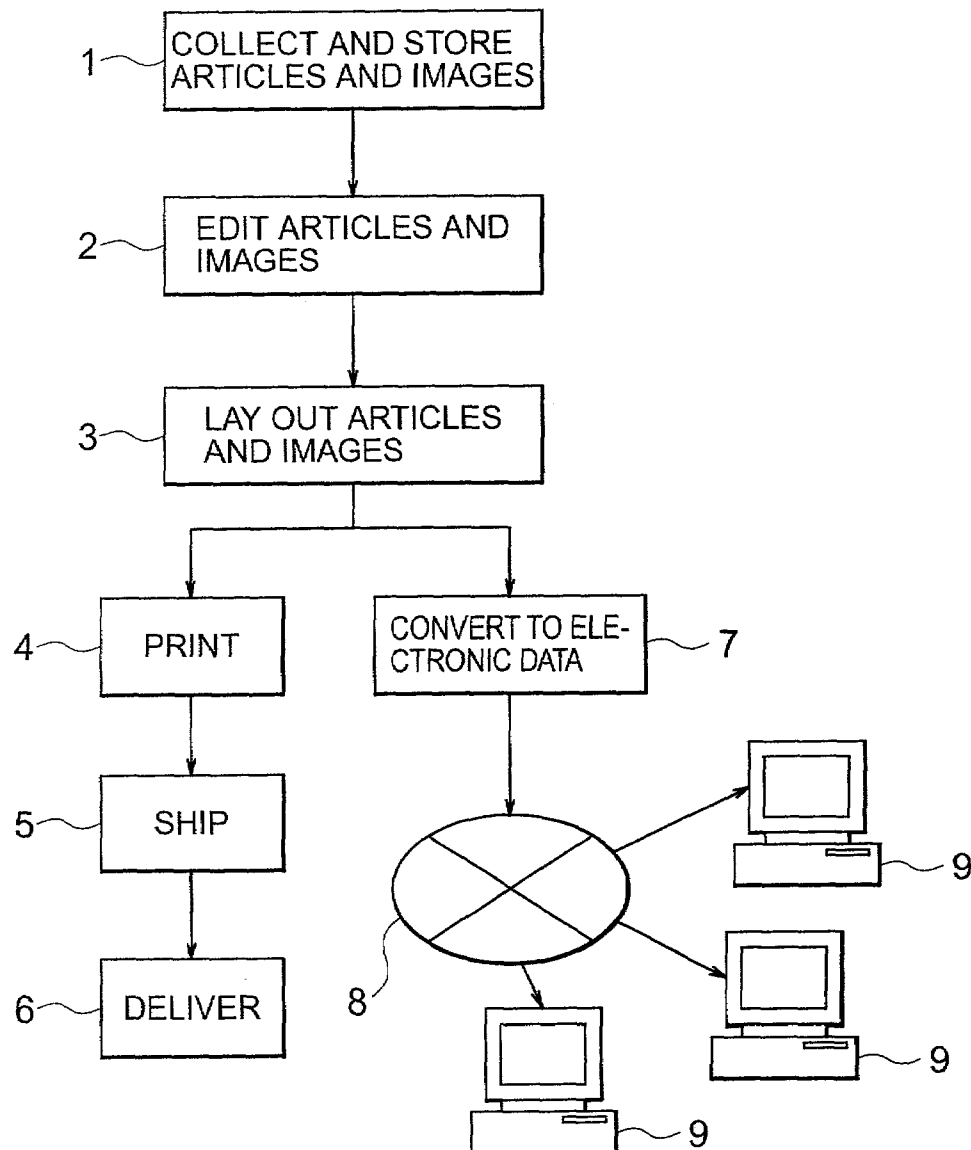 1
COLLECT AND STORE
ARTICLES AND IMAGES
2
EDIT ARTICLES AND
IMAGES
3
LAY OUT ARTICLES
AND IMAGES
4
PRINT
CONVERT TO ELE-
CTRONIC DATA
7
5
SHIP
9
8
6
DELIVER
9
9